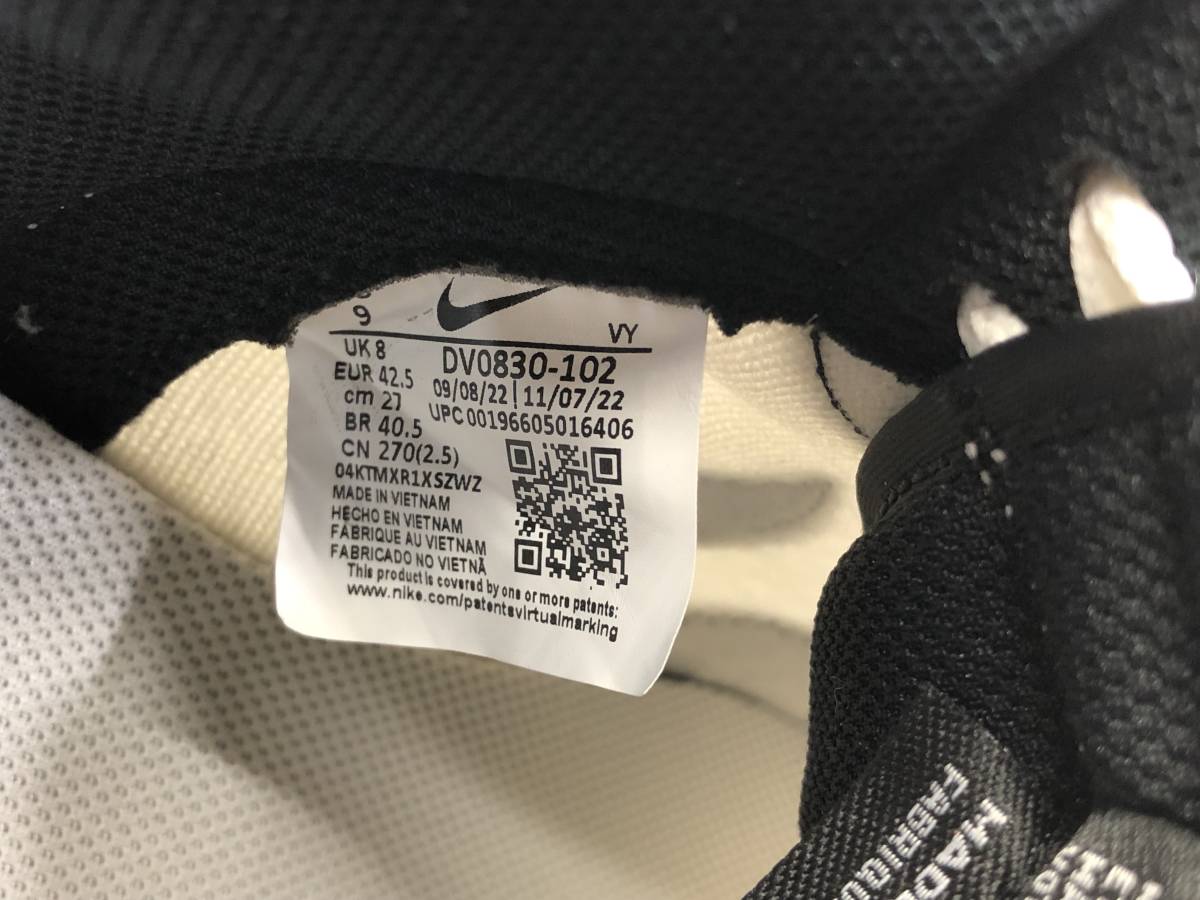 9
VY
UK 8
DV0830-102
EUR 42.5
09/08/22 | 11/07/22
cm 27
UPC 00196605016406
BR 40.5
CN 270(2.5)
04KTMXR1XSZWZ
MADE IN VIETNAM
HECHO EN VIETNAM
FABRIQUE AU VIETNAM
FABRICADO NO VIETNÃ
This product is covered by one or more patents:
www.nike.com/patentsvirtualmarking
MADE